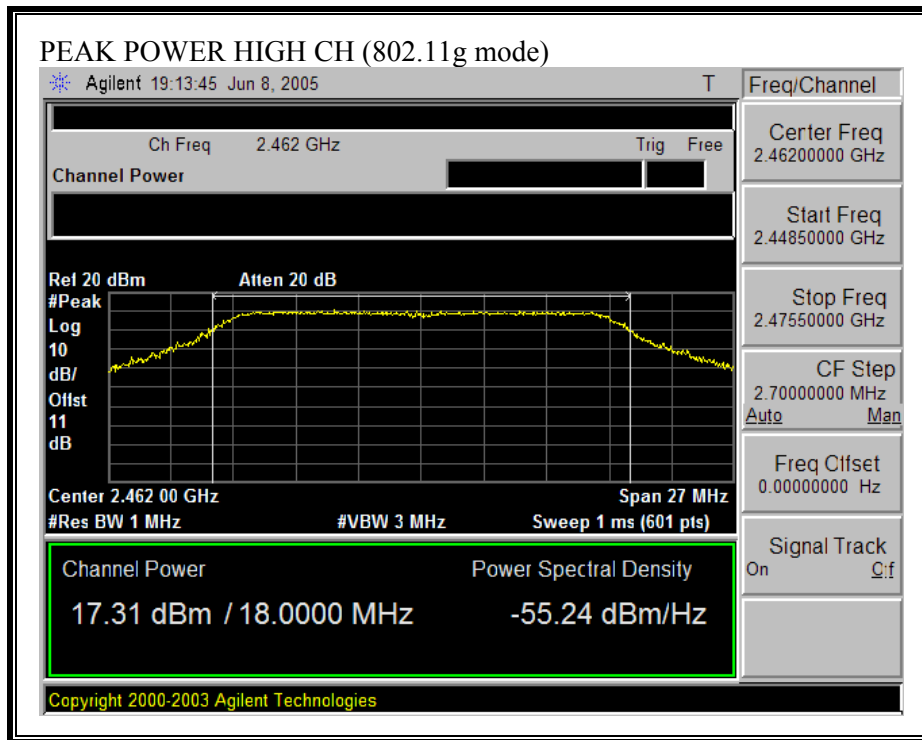 PEAK POWER HIGH CH (802.11g mode)
Agilent 19:13:45 Jun 8, 2005 T
Freq/Channel
Ch Freq 2.462 GHz Trig Free
Channel Power
Center Freq
2.46200000 GHz
Start Freq
2.44850000 GHz
Stop Freq
2.47550000 GHz
CF Step
2.70000000 MHz
Auto Man
Freq Offset
0.00000000 Hz
Signal Track
On Off
Ref 20 dBm Atten 20 dB
#Peak
Log
10
dB/
Offst
11
dB
Center 2.462 00 GHz Span 27 MHz
#Res BW 1 MHz #VBW 3 MHz Sweep 1 ms (601 pts)
Channel Power Power Spectral Density
17.31 dBm / 18.0000 MHz -55.24 dBm/Hz
Copyright 2000-2003 Agilent Technologies